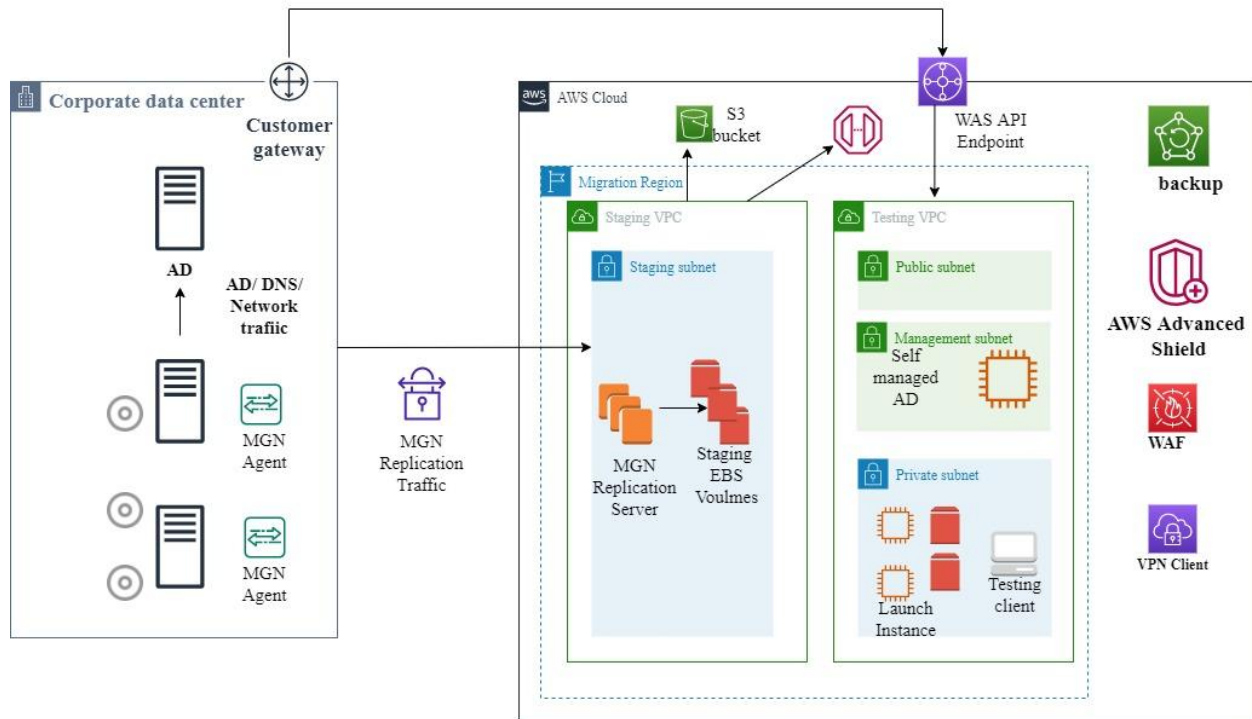 Corporate data center
Customer
gateway
AD
AD/ DNS/
Network
trafiic
MGN
Agent
MGN
Agent
MGN
Replication
Traffic
aws
AWS Cloud
S3
bucket
WAS API
Endpoint
Migration Region
Staging VPC
Staging subnet
MGN
Replication
Server
Staging
EBS
Voulmes
Testing VPC
Public subnet
Management subnet
Self
managed
AD
Private subnet
Launch
Instance
Testing
client
backup
AWS Advanced
Shield
WAF
VPN Client